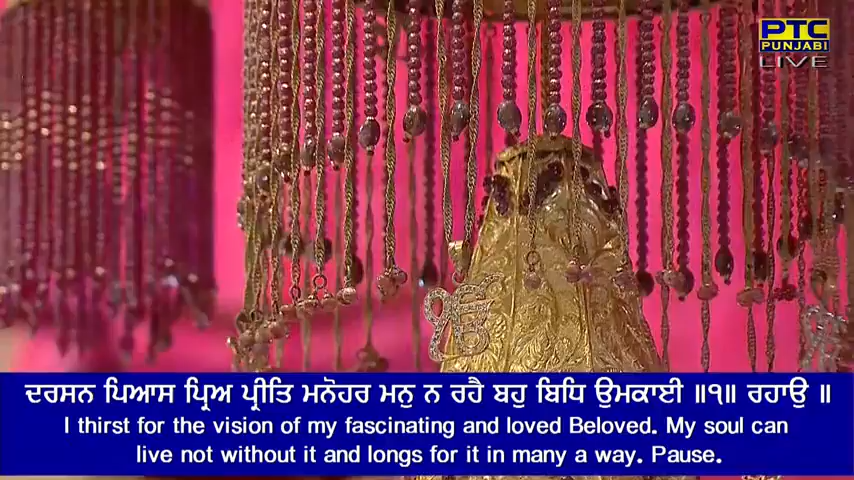 PTC
PUNJABI
LIVE
ੴ
ਦਰਸਨ ਪਿਆਸ ਪ੍ਰਿਅ ਪ੍ਰੀਤਿ ਮਨੋਹਰ ਮਨੁ ਨ ਰਹੈ ਬਹੁ ਬਿਧਿ ਉਮਕਾਈ ॥੧॥ ਰਹਾਉ ॥
I thirst for the vision of my fascinating and loved Beloved. My soul can
live not without it and longs for it in many a way. Pause.